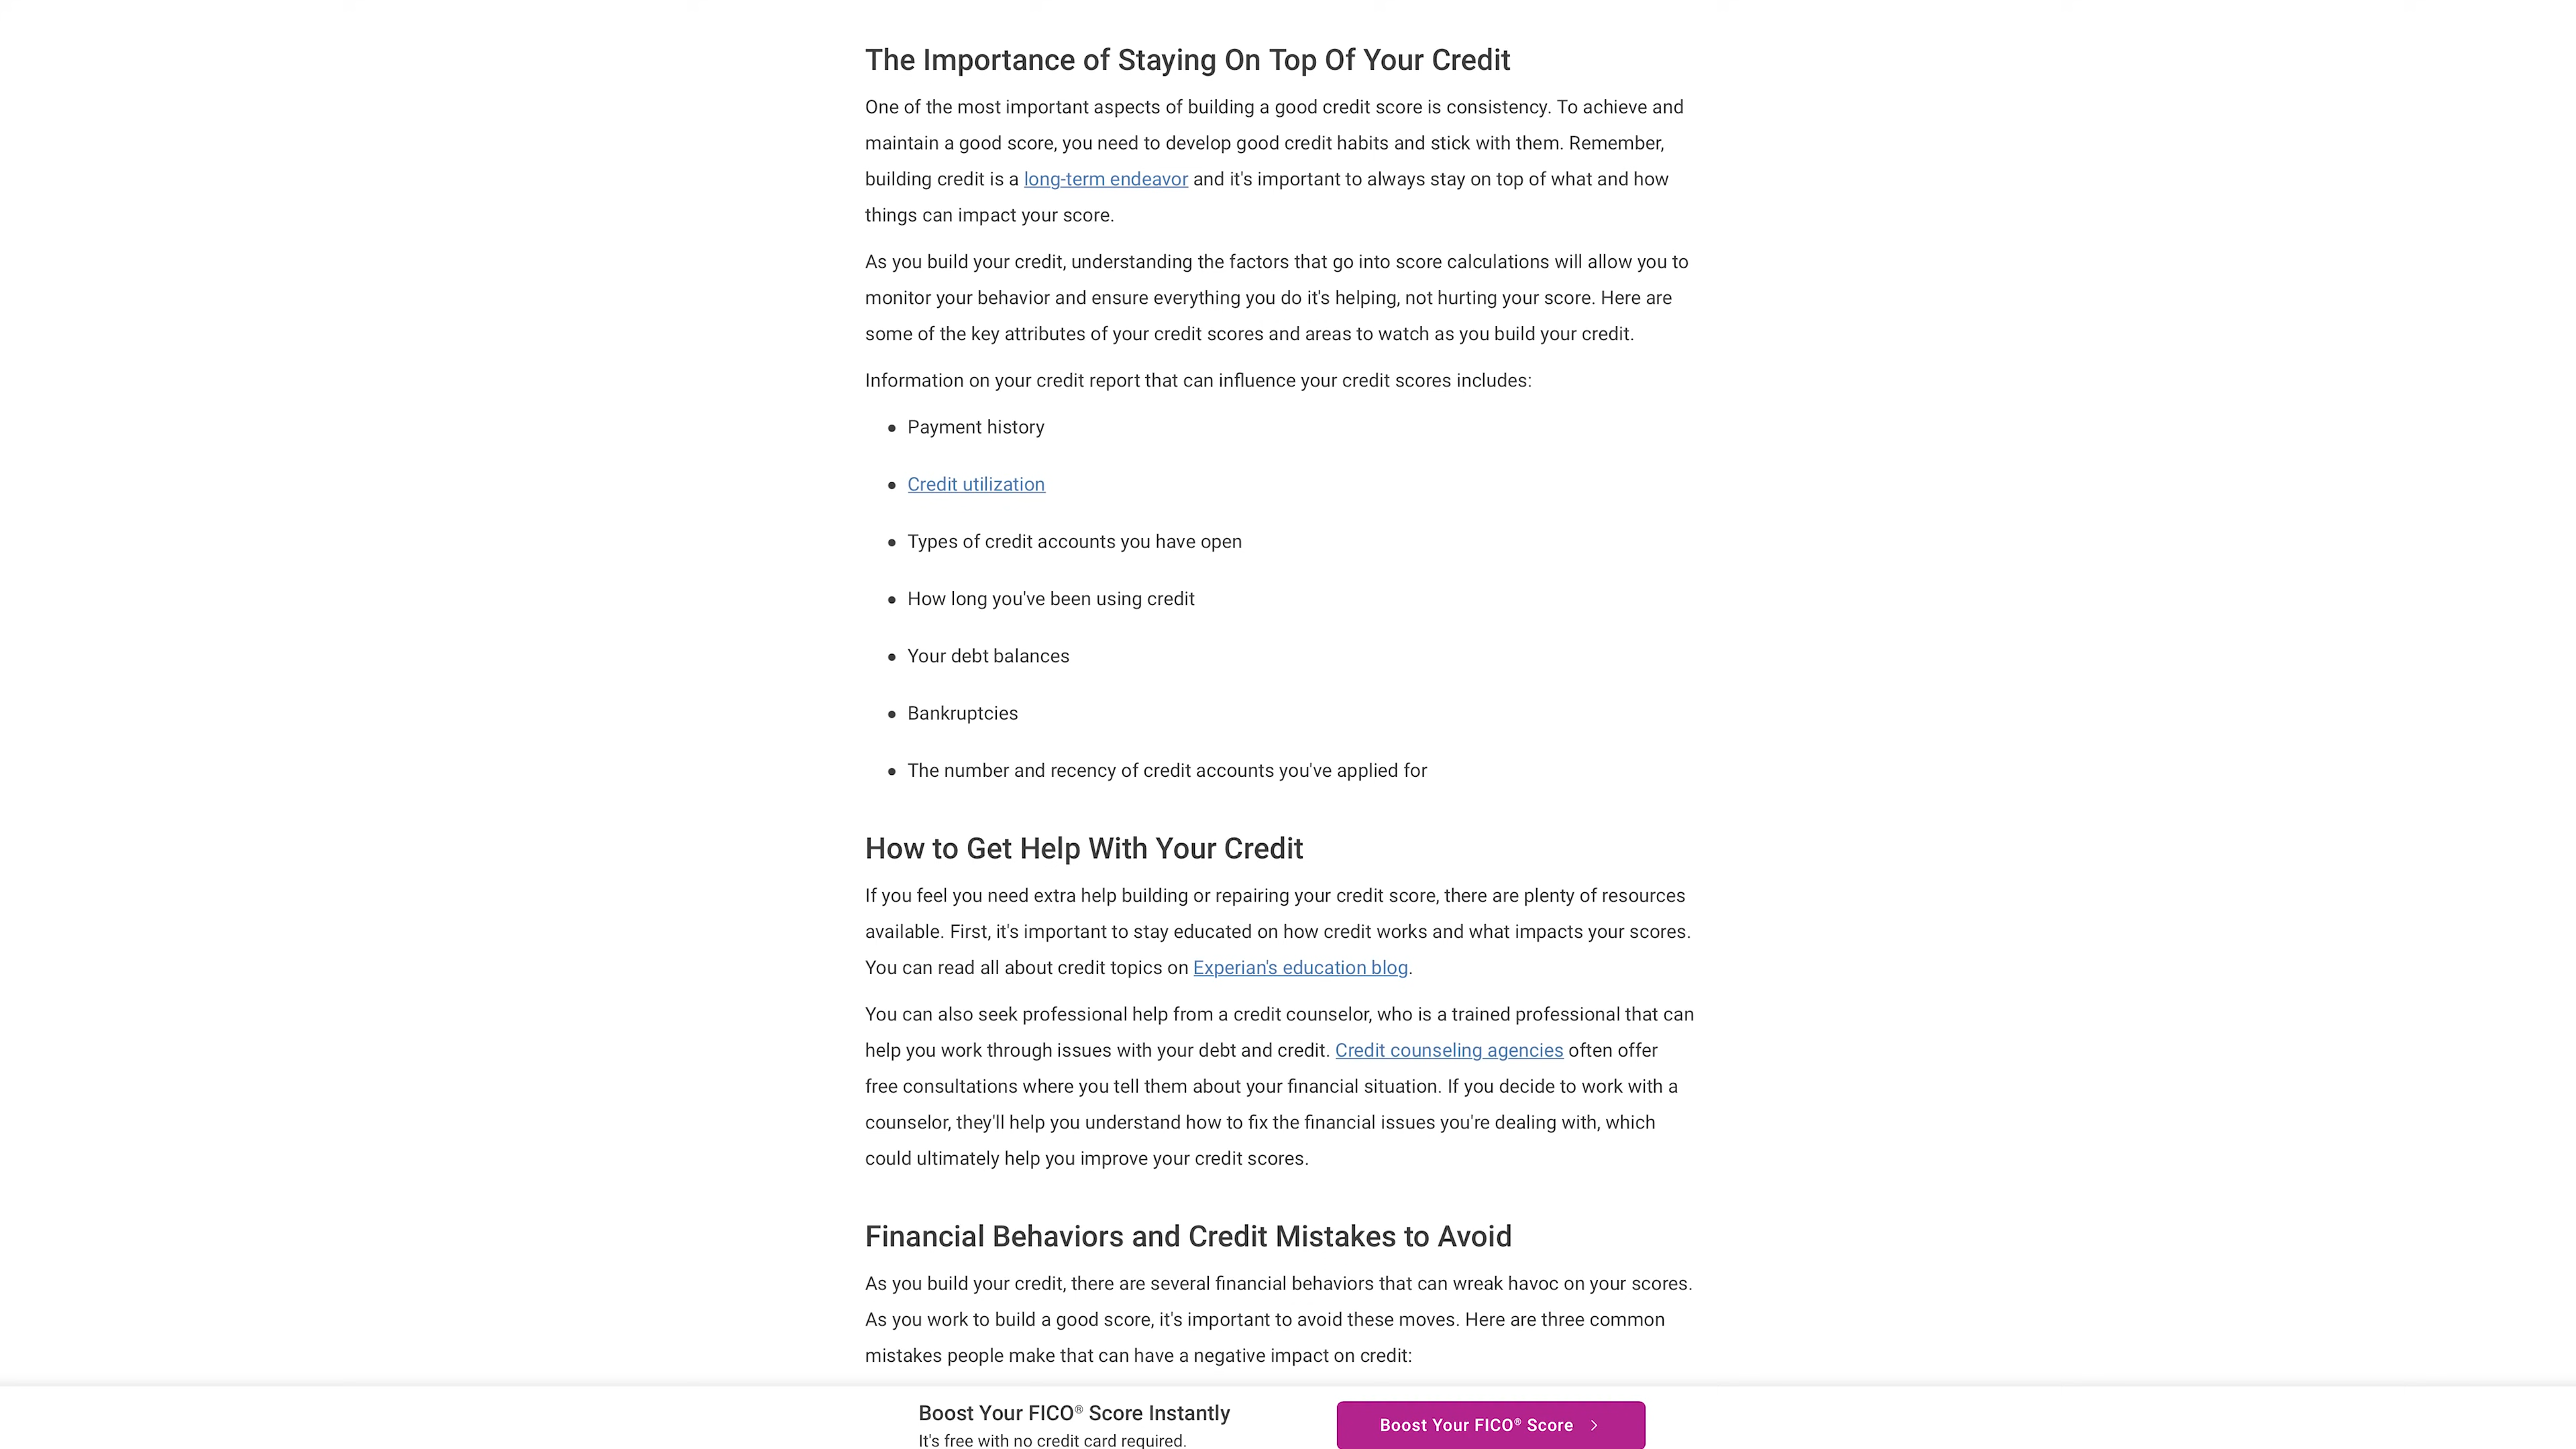 The Importance of Staying On Top Of Your Credit
One of the most important aspects of building a good credit score is consistency. To achieve and
maintain a good score, you need to develop good credit habits and stick with them. Remember,
building credit is a long-term endeavor and it's important to always stay on top of what and how
things can impact your score.
As you build your credit, understanding the factors that go into score calculations will allow you to
monitor your behavior and ensure everything you do it's helping, not hurting your score. Here are
some of the key attributes of your credit scores and areas to watch as you build your credit.
Information on your credit report that can influence your credit scores includes:
• Payment history
• Credit utilization
• Types of credit accounts you have open
• How long you've been using credit
• Your debt balances
• Bankruptcies
• The number and recency of credit accounts you've applied for
How to Get Help With Your Credit
If you feel you need extra help building or repairing your credit score, there are plenty of resources
available. First, it's important to stay educated on how credit works and what impacts your scores.
You can read all about credit topics on Experian's education blog.
You can also seek professional help from a credit counselor, who is a trained professional that can
help you work through issues with your debt and credit. Credit counseling agencies often offer
free consultations where you tell them about your financial situation. If you decide to work with a
counselor, they'll help you understand how to fix the financial issues you're dealing with, which
could ultimately help you improve your credit scores.
Financial Behaviors and Credit Mistakes to Avoid
As you build your credit, there are several financial behaviors that can wreak havoc on your scores.
As you work to build a good score, it's important to avoid these moves. Here are three common
mistakes people make that can have a negative impact on credit:
Boost Your FICO® Score Instantly
It's free with no credit card required.
Boost Your FICO® Score >